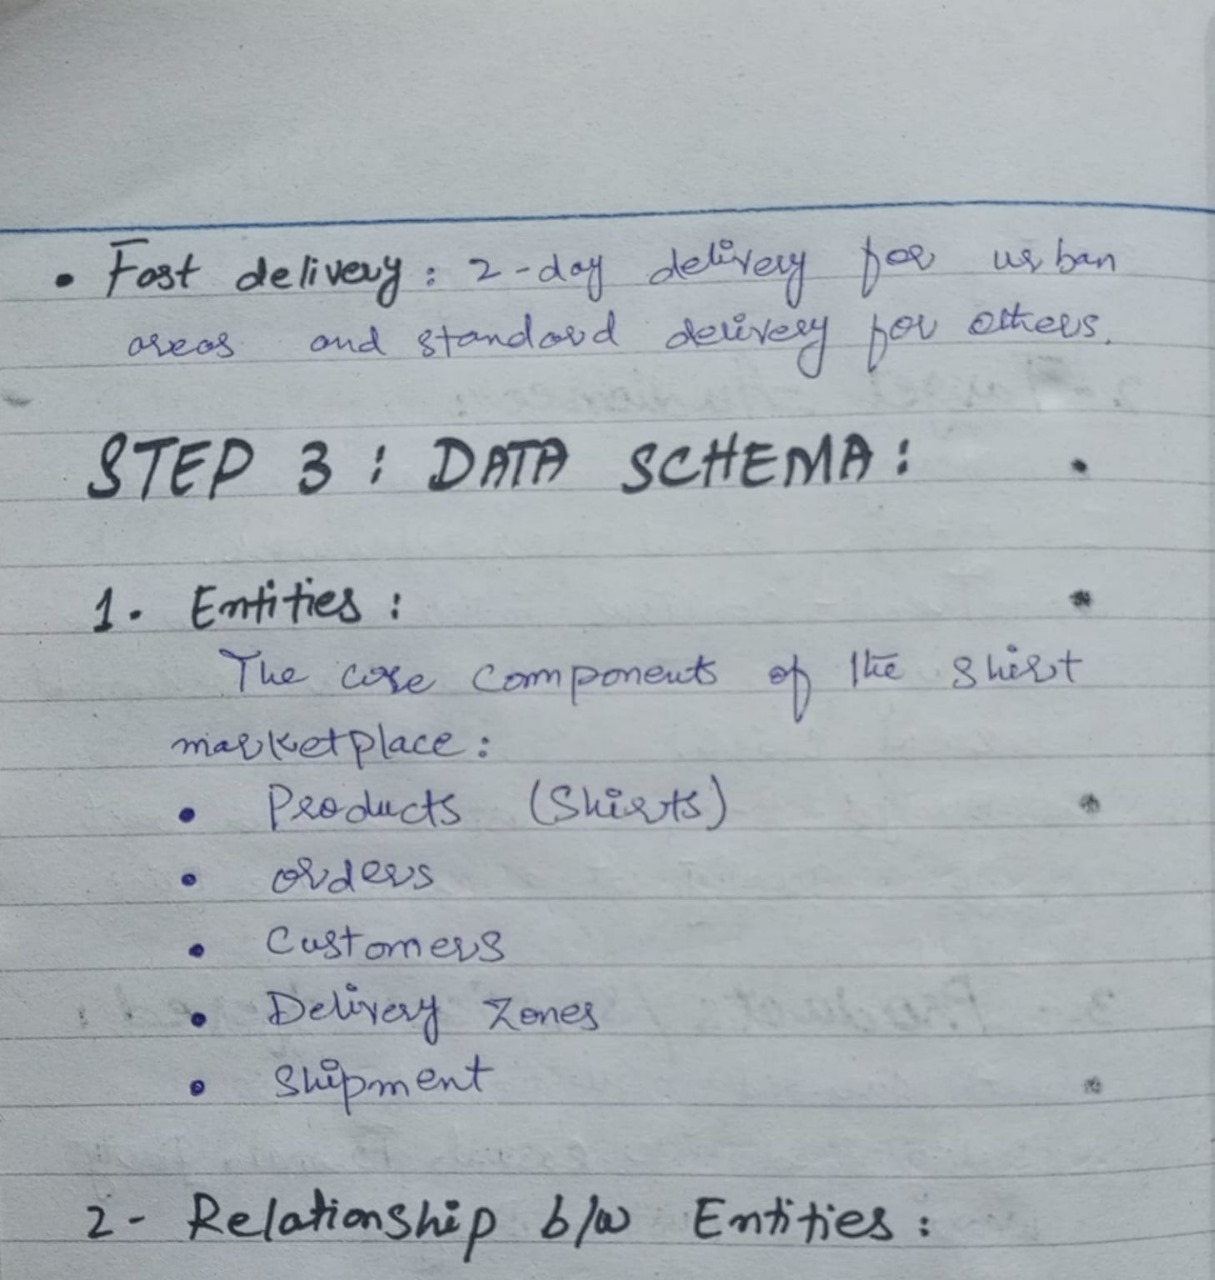 • Fast delivery : 2-day delivery for urban
areas and standard delivery for others.
STEP 3 : DATA SCHEMA :
1. Entities :
The core components of the shirt
marketplace :
• Products (Shirts)
• orders
• Customers
• Delivery Zones
• Shipment
2- Relationship b/w Entities :